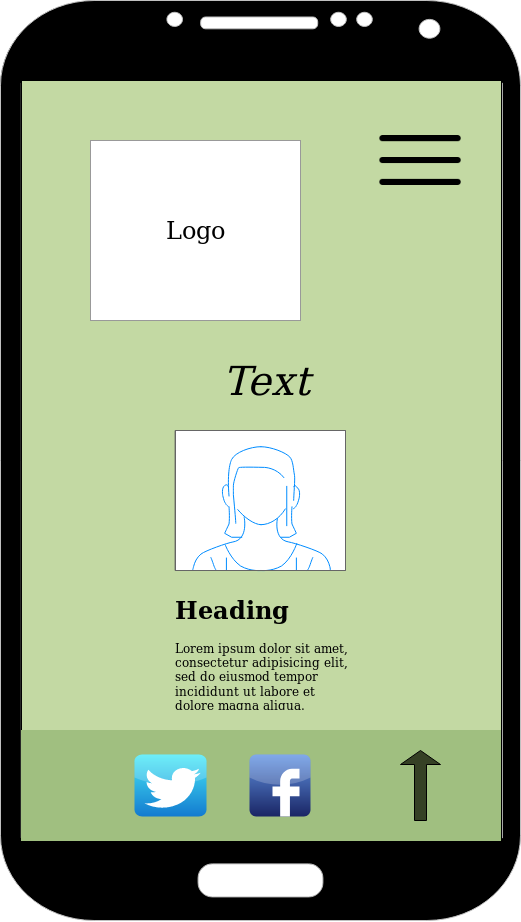 Logo
Text
Heading
Lorem ipsum dolor sit amet,
consectetur adipisicing elit,
sed do eiusmod tempor
incididunt ut labore et
dolore magna aliqua.